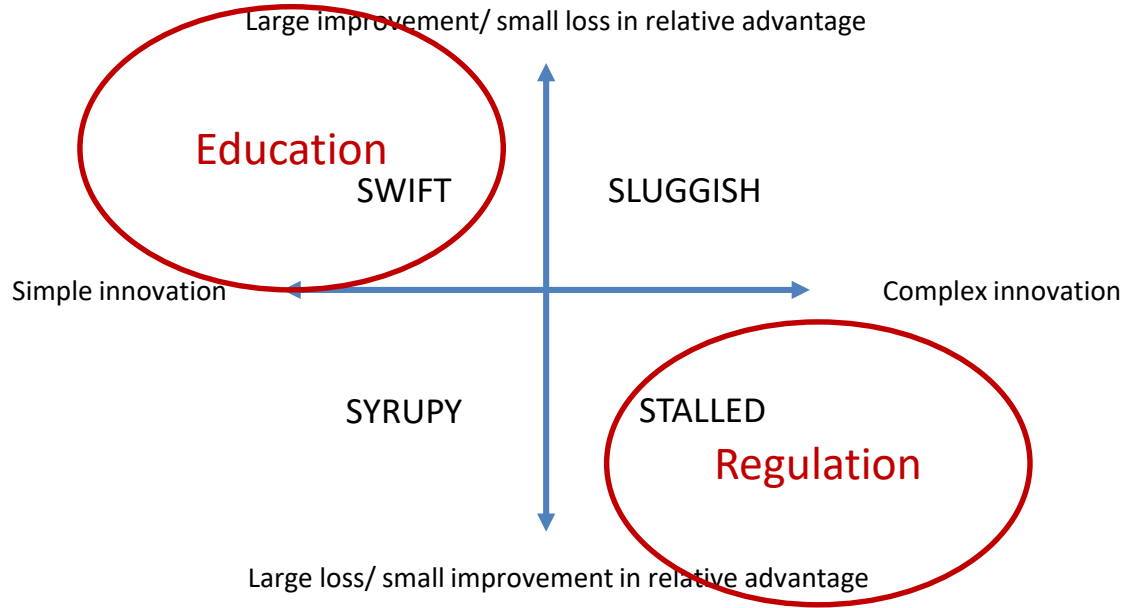 Large improvement/ small loss in relative advantage
Education
SWIFT
SLUGGISH
Simple innovation
Complex innovation
SYRUPY
STALLED
Regulation
Large loss/ small improvement in relative advantage